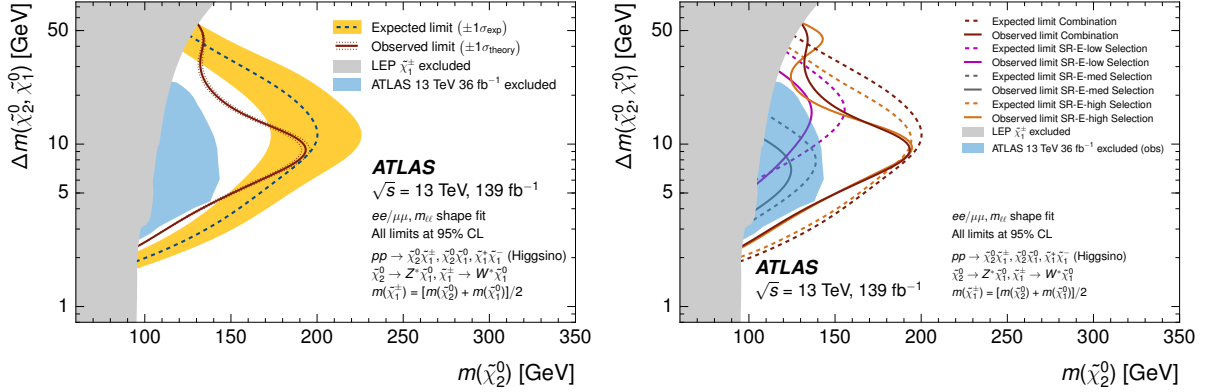 Δm(χ̃⁰₂, χ̃⁰₁) [GeV]
50
10
5
1
100 150 200 250 300 350
m(χ̃⁰₂) [GeV]
Expected limit (±1σexp)
Observed limit (±1σtheory)
LEP χ̃±₁ excluded
ATLAS 13 TeV 36 fb⁻¹ excluded
ATLAS
√s = 13 TeV, 139 fb⁻¹
ee/μμ, mℓℓ shape fit
All limits at 95% CL
pp → χ̃⁰₂χ̃±₁, χ̃⁰₂χ̃⁰₁, χ̃⁺₁χ̃⁻₁ (Higgsino)
χ̃⁰₂ → Z*χ̃⁰₁, χ̃±₁ → W*χ̃⁰₁
m(χ̃±₁) = [m(χ̃⁰₂) + m(χ̃⁰₁)]/2
Δm(χ̃⁰₂, χ̃⁰₁) [GeV]
50
10
5
1
100 150 200 250 300 350
m(χ̃⁰₂) [GeV]
Expected limit Combination
Observed limit Combination
Expected limit SR-E-low Selection
Observed limit SR-E-low Selection
Expected limit SR-E-med Selection
Observed limit SR-E-med Selection
Expected limit SR-E-high Selection
Observed limit SR-E-high Selection
LEP χ̃±₁ excluded
ATLAS 13 TeV 36 fb⁻¹ excluded (obs)
ee/μμ, mℓℓ shape fit
All limits at 95% CL
pp → χ̃⁰₂χ̃±₁, χ̃⁰₂χ̃⁰₁, χ̃⁺₁χ̃⁻₁ (Higgsino)
χ̃⁰₂ → Z*χ̃⁰₁, χ̃±₁ → W*χ̃⁰₁
m(χ̃±₁) = [m(χ̃⁰₂) + m(χ̃⁰₁)]/2
ATLAS
√s = 13 TeV, 139 fb⁻¹